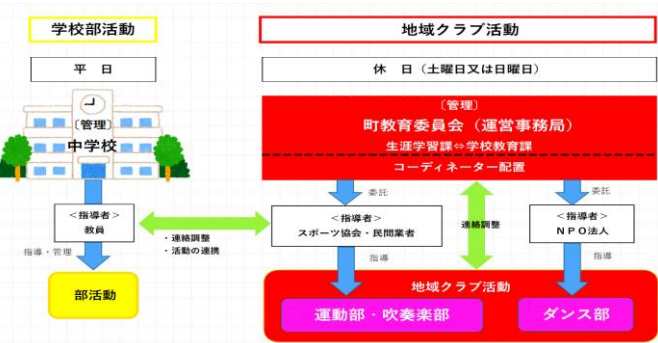 学校部活動
地域クラブ活動
平 日
休 日（土曜日又は日曜日）
〔管理〕
中学校
〔管理〕
町教育委員会（運営事務局）
生涯学習課⇔学校教育課
コーディネーター配置
委託
委託
＜指導者＞
教員
・連絡調整
・活動の連携
＜指導者＞
スポーツ協会・民間業者
連絡調整
＜指導者＞
ＮＰＯ法人
指導・管理
指導
指導
部活動
地域クラブ活動
運動部・吹奏楽部
ダンス部